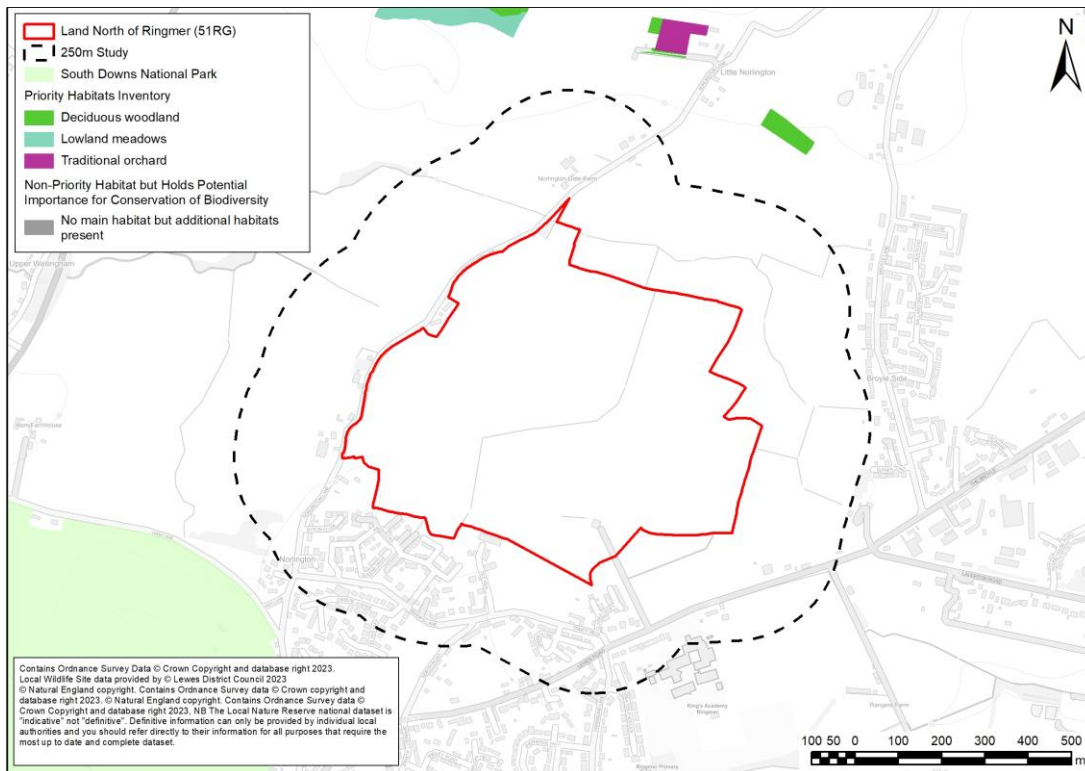 Land North of Ringmer (51RG)
250m Study
South Downs National Park
Priority Habitats Inventory
Deciduous woodland
Lowland meadows
Traditional orchard
Non-Priority Habitat but Holds Potential
Importance for Conservation of Biodiversity
No main habitat but additional habitats
present
N
Little Norlington
Norlington Gate Farm
Upper Wellingham
Broyle Side
Norlington
King's Academy
Ringmer
Rangers Farm
Ringmer Primary
Contains Ordnance Survey Data © Crown Copyright and database right 2023.
Local Wildlife Site data provided by © Lewes District Council 2023
© Natural England copyright. Contains Ordnance Survey data © Crown copyright and
database right 2023. © Natural England copyright. Contains Ordnance Survey data ©
Crown Copyright and database right 2023, NB The Local Nature Reserve national dataset is
"indicative" not "definitive". Definitive information can only be provided by individual local
authorities and you should refer directly to their information for all purposes that require the
most up to date and complete dataset.
100 50 0 100 200 300 400 500
m